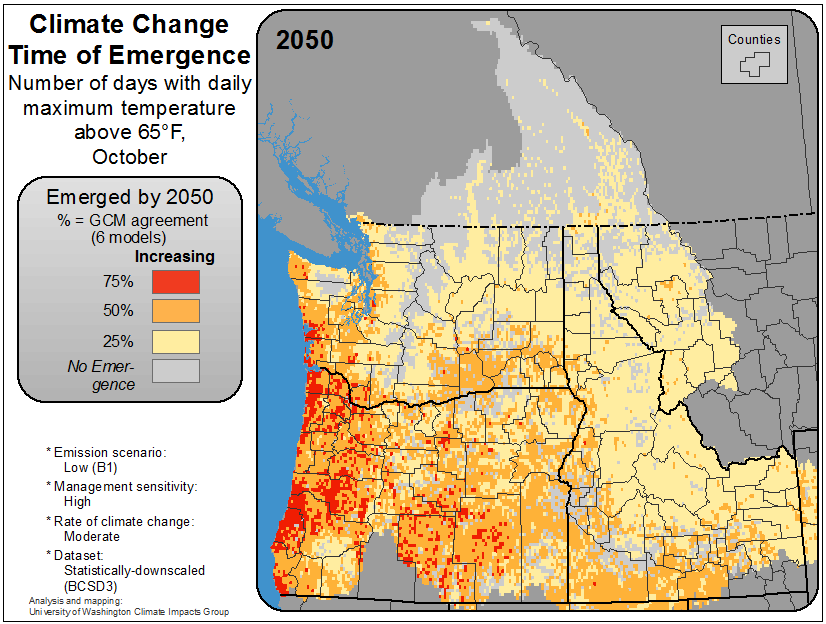 Climate Change
Time of Emergence
Number of days with daily
maximum temperature
above 65°F,
October
Emerged by 2050
% = GCM agreement
(6 models)
Increasing
75%
50%
25%
No Emer-
gence
* Emission scenario:
Low (B1)
* Management sensitivity:
High
* Rate of climate change:
Moderate
* Dataset:
Statistically-downscaled
(BCSD3)
Analysis and mapping:
University of Washington Climate Impacts Group
2050
Counties